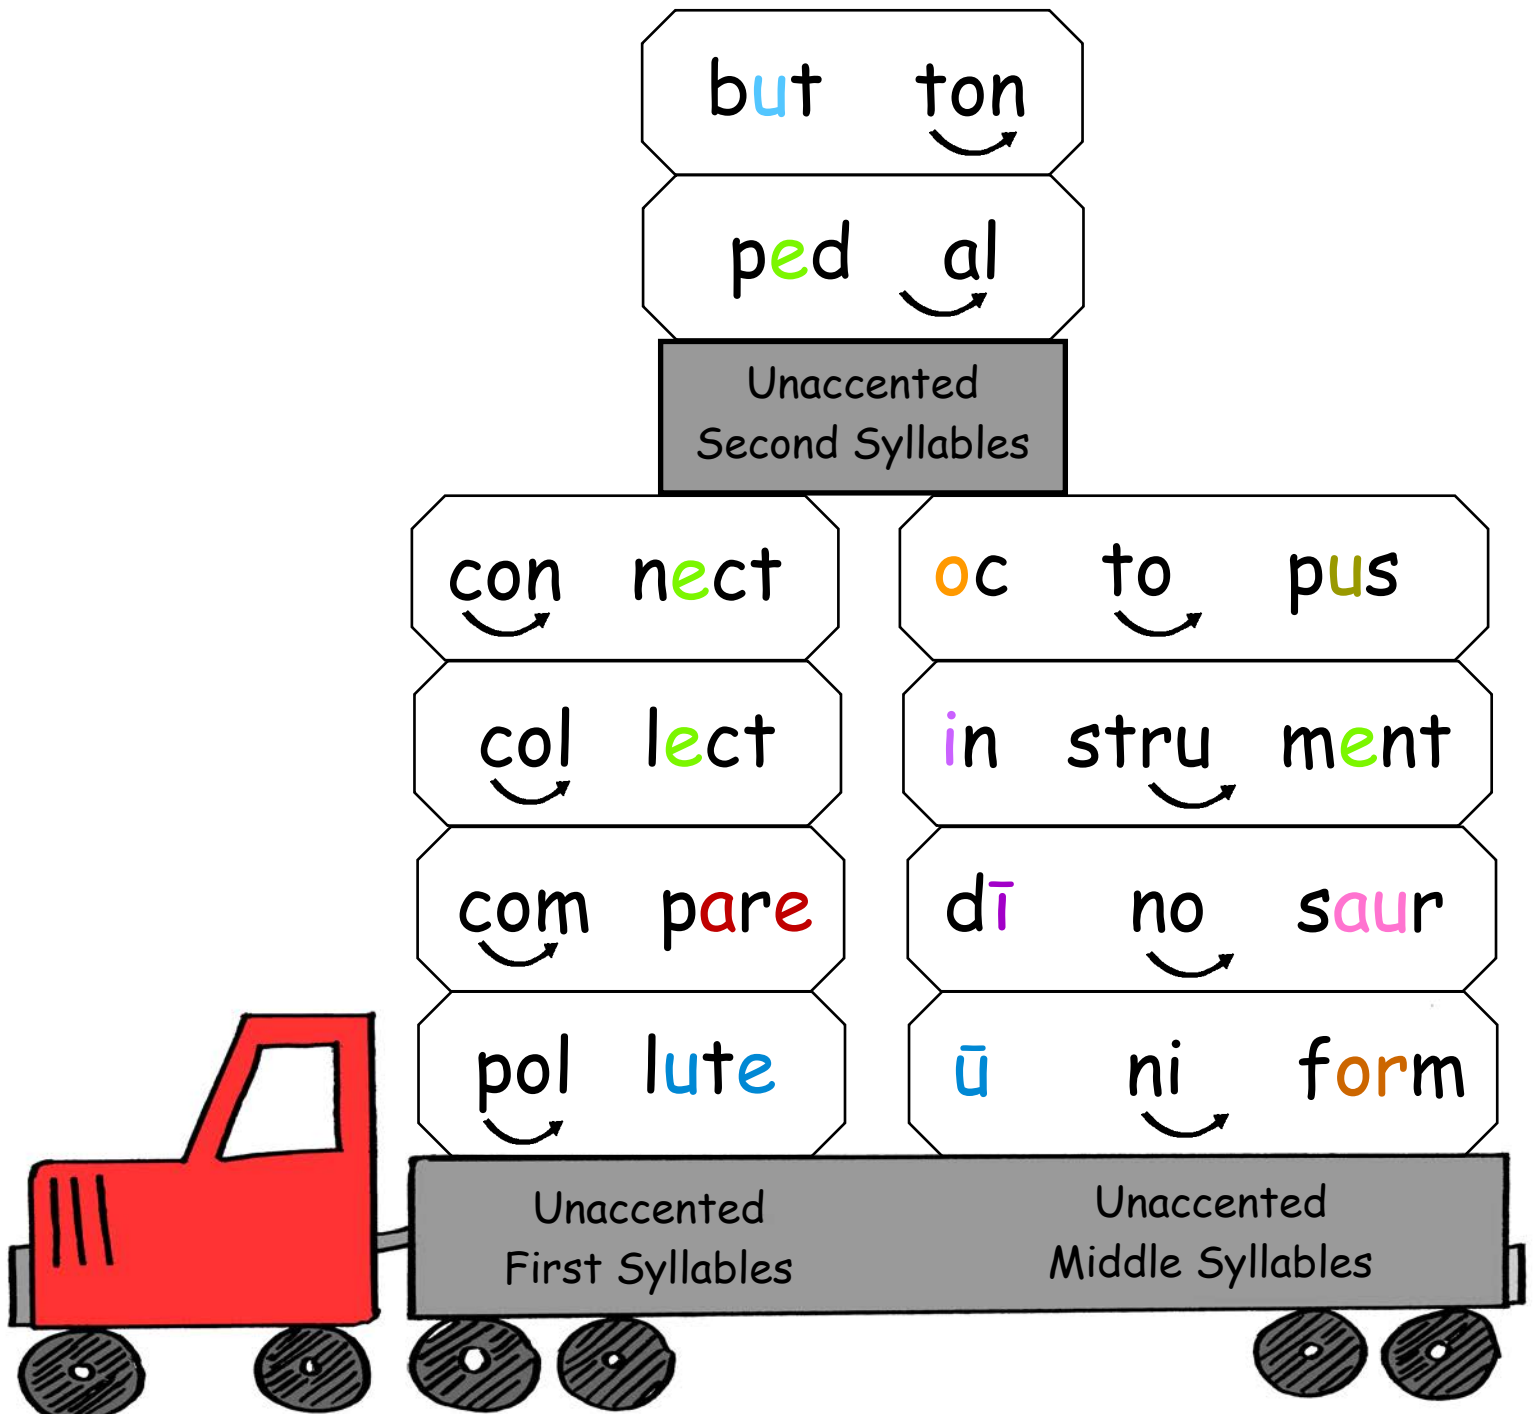 but ton
ped al
Unaccented
Second Syllables
con nect
col lect
com pare
pol lute
oc to pus
in stru ment
dī no saur
ū ni form
Unaccented
First Syllables
Unaccented
Middle Syllables